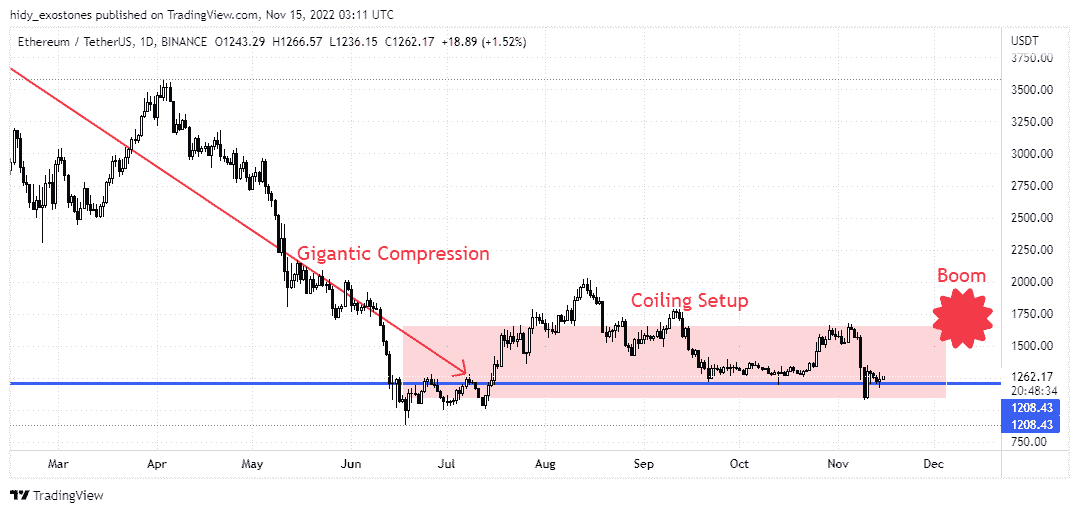 hidy_exostones published on TradingView.com, Nov 15, 2022 03:11 UTC
Ethereum / TetherUS, 1D, BINANCE O1243.29 H1266.57 L1236.15 C1262.17 +18.89 (+1.52%)
USDT
3750.00
3500.00
3250.00
3000.00
2750.00
2500.00
2250.00
Gigantic Compression
2000.00
Boom
Coiling Setup
1750.00
1500.00
1262.17
20:48:34
1208.43
1208.43
750.00
Mar Apr May Jun Jul Aug Sep Oct Nov Dec
TradingView